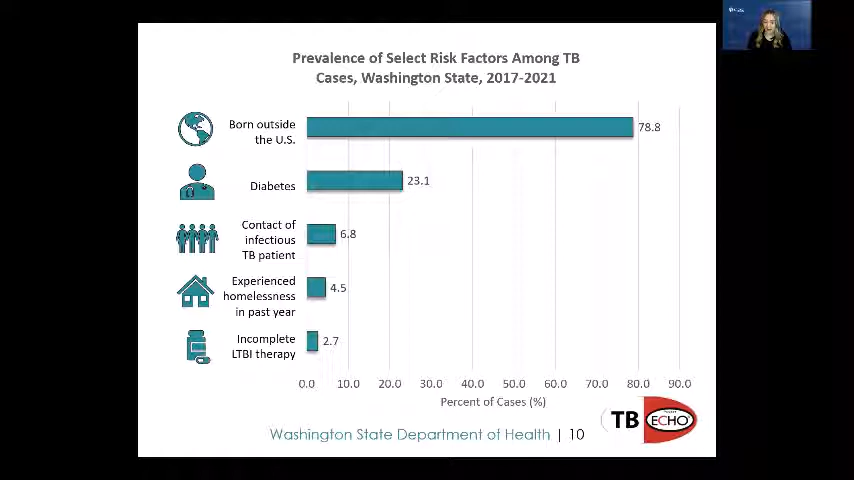 Prevalence of Select Risk Factors Among TB
Cases, Washington State, 2017-2021
Born outside
the U.S.
78.8
Diabetes
23.1
Contact of
infectious
TB patient
6.8
Experienced
homelessness
in past year
4.5
Incomplete
LTBI therapy
2.7
0.0 10.0 20.0 30.0 40.0 50.0 60.0 70.0 80.0 90.0
Percent of Cases (%)
TB ECHO
Washington State Department of Health | 10